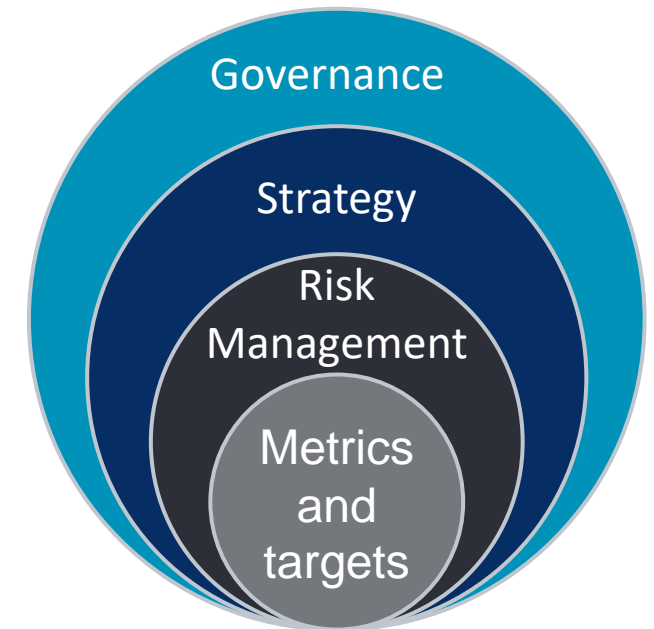 Governance
Strategy
Risk
Management
Metrics
and
targets